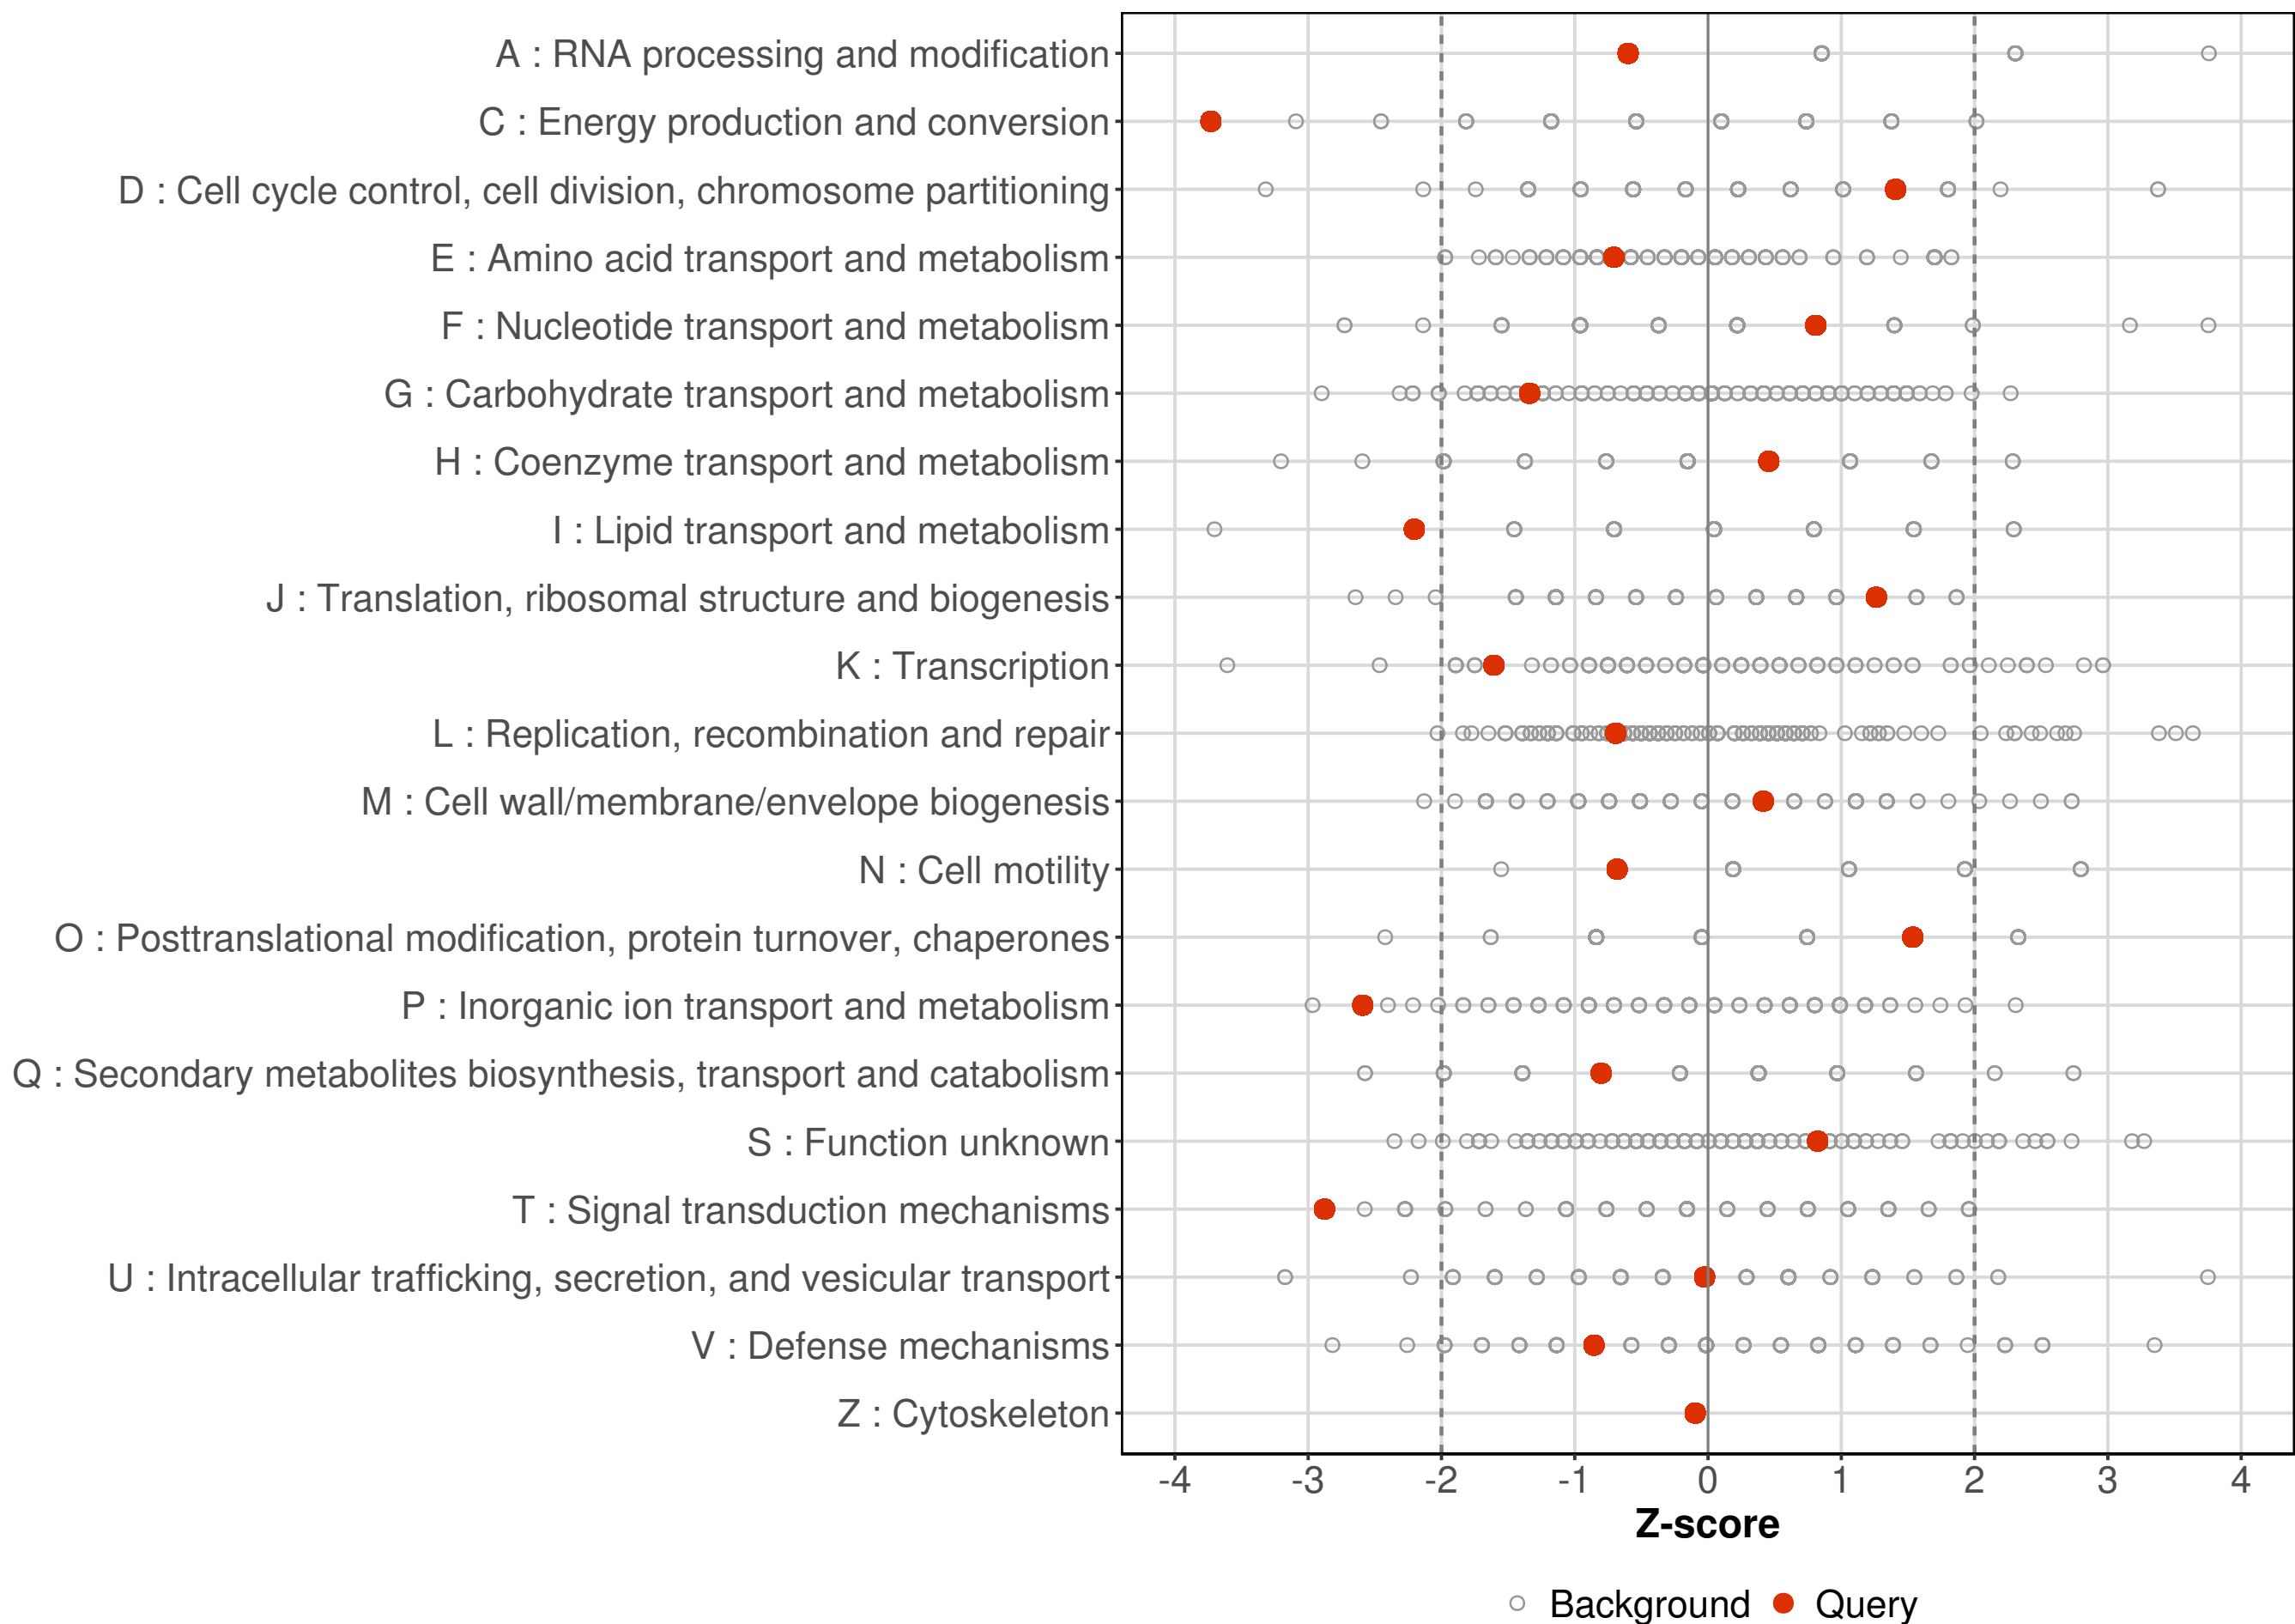 A : RNA processing and modification
C : Energy production and conversion
D : Cell cycle control, cell division, chromosome partitioning
E : Amino acid transport and metabolism
F : Nucleotide transport and metabolism
G : Carbohydrate transport and metabolism
H : Coenzyme transport and metabolism
I : Lipid transport and metabolism
J : Translation, ribosomal structure and biogenesis
K : Transcription
L : Replication, recombination and repair
M : Cell wall/membrane/envelope biogenesis
N : Cell motility
O : Posttranslational modification, protein turnover, chaperones
P : Inorganic ion transport and metabolism
Q : Secondary metabolites biosynthesis, transport and catabolism
S : Function unknown
T : Signal transduction mechanisms
U : Intracellular trafficking, secretion, and vesicular transport
V : Defense mechanisms
Z : Cytoskeleton
-4 -3 -2 -1 0 1 2 3 4
Z-score
Background Query